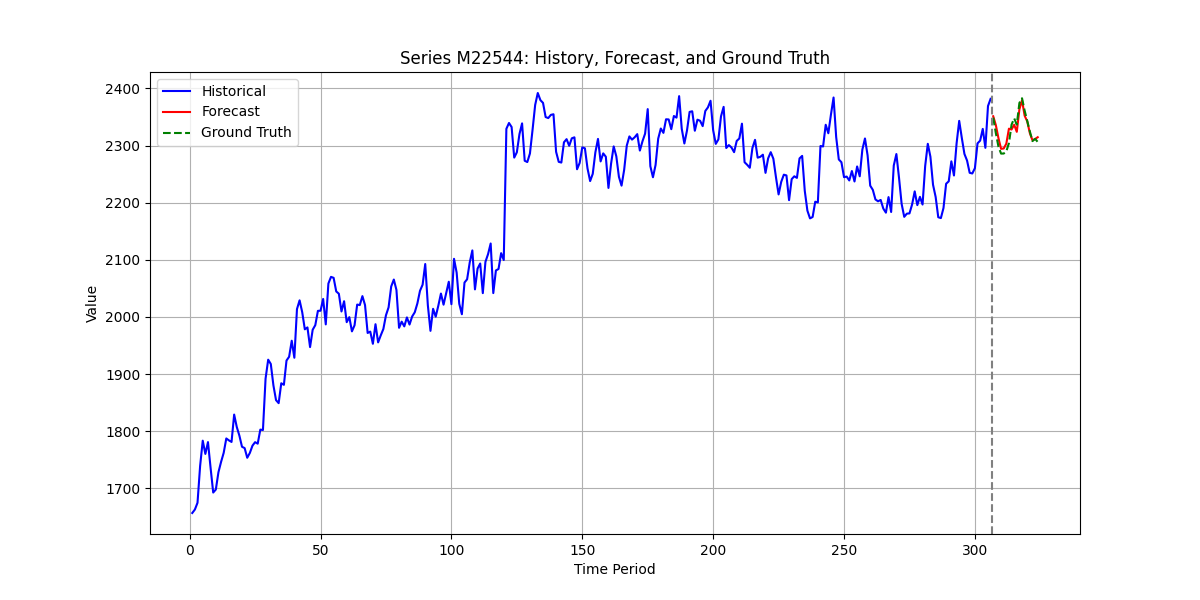 Series M22544: History, Forecast, and Ground Truth
Historical
Forecast
Ground Truth
2400
2300
2200
2100
2000
1900
1800
1700
Value
0 50 100 150 200 250 300
Time Period